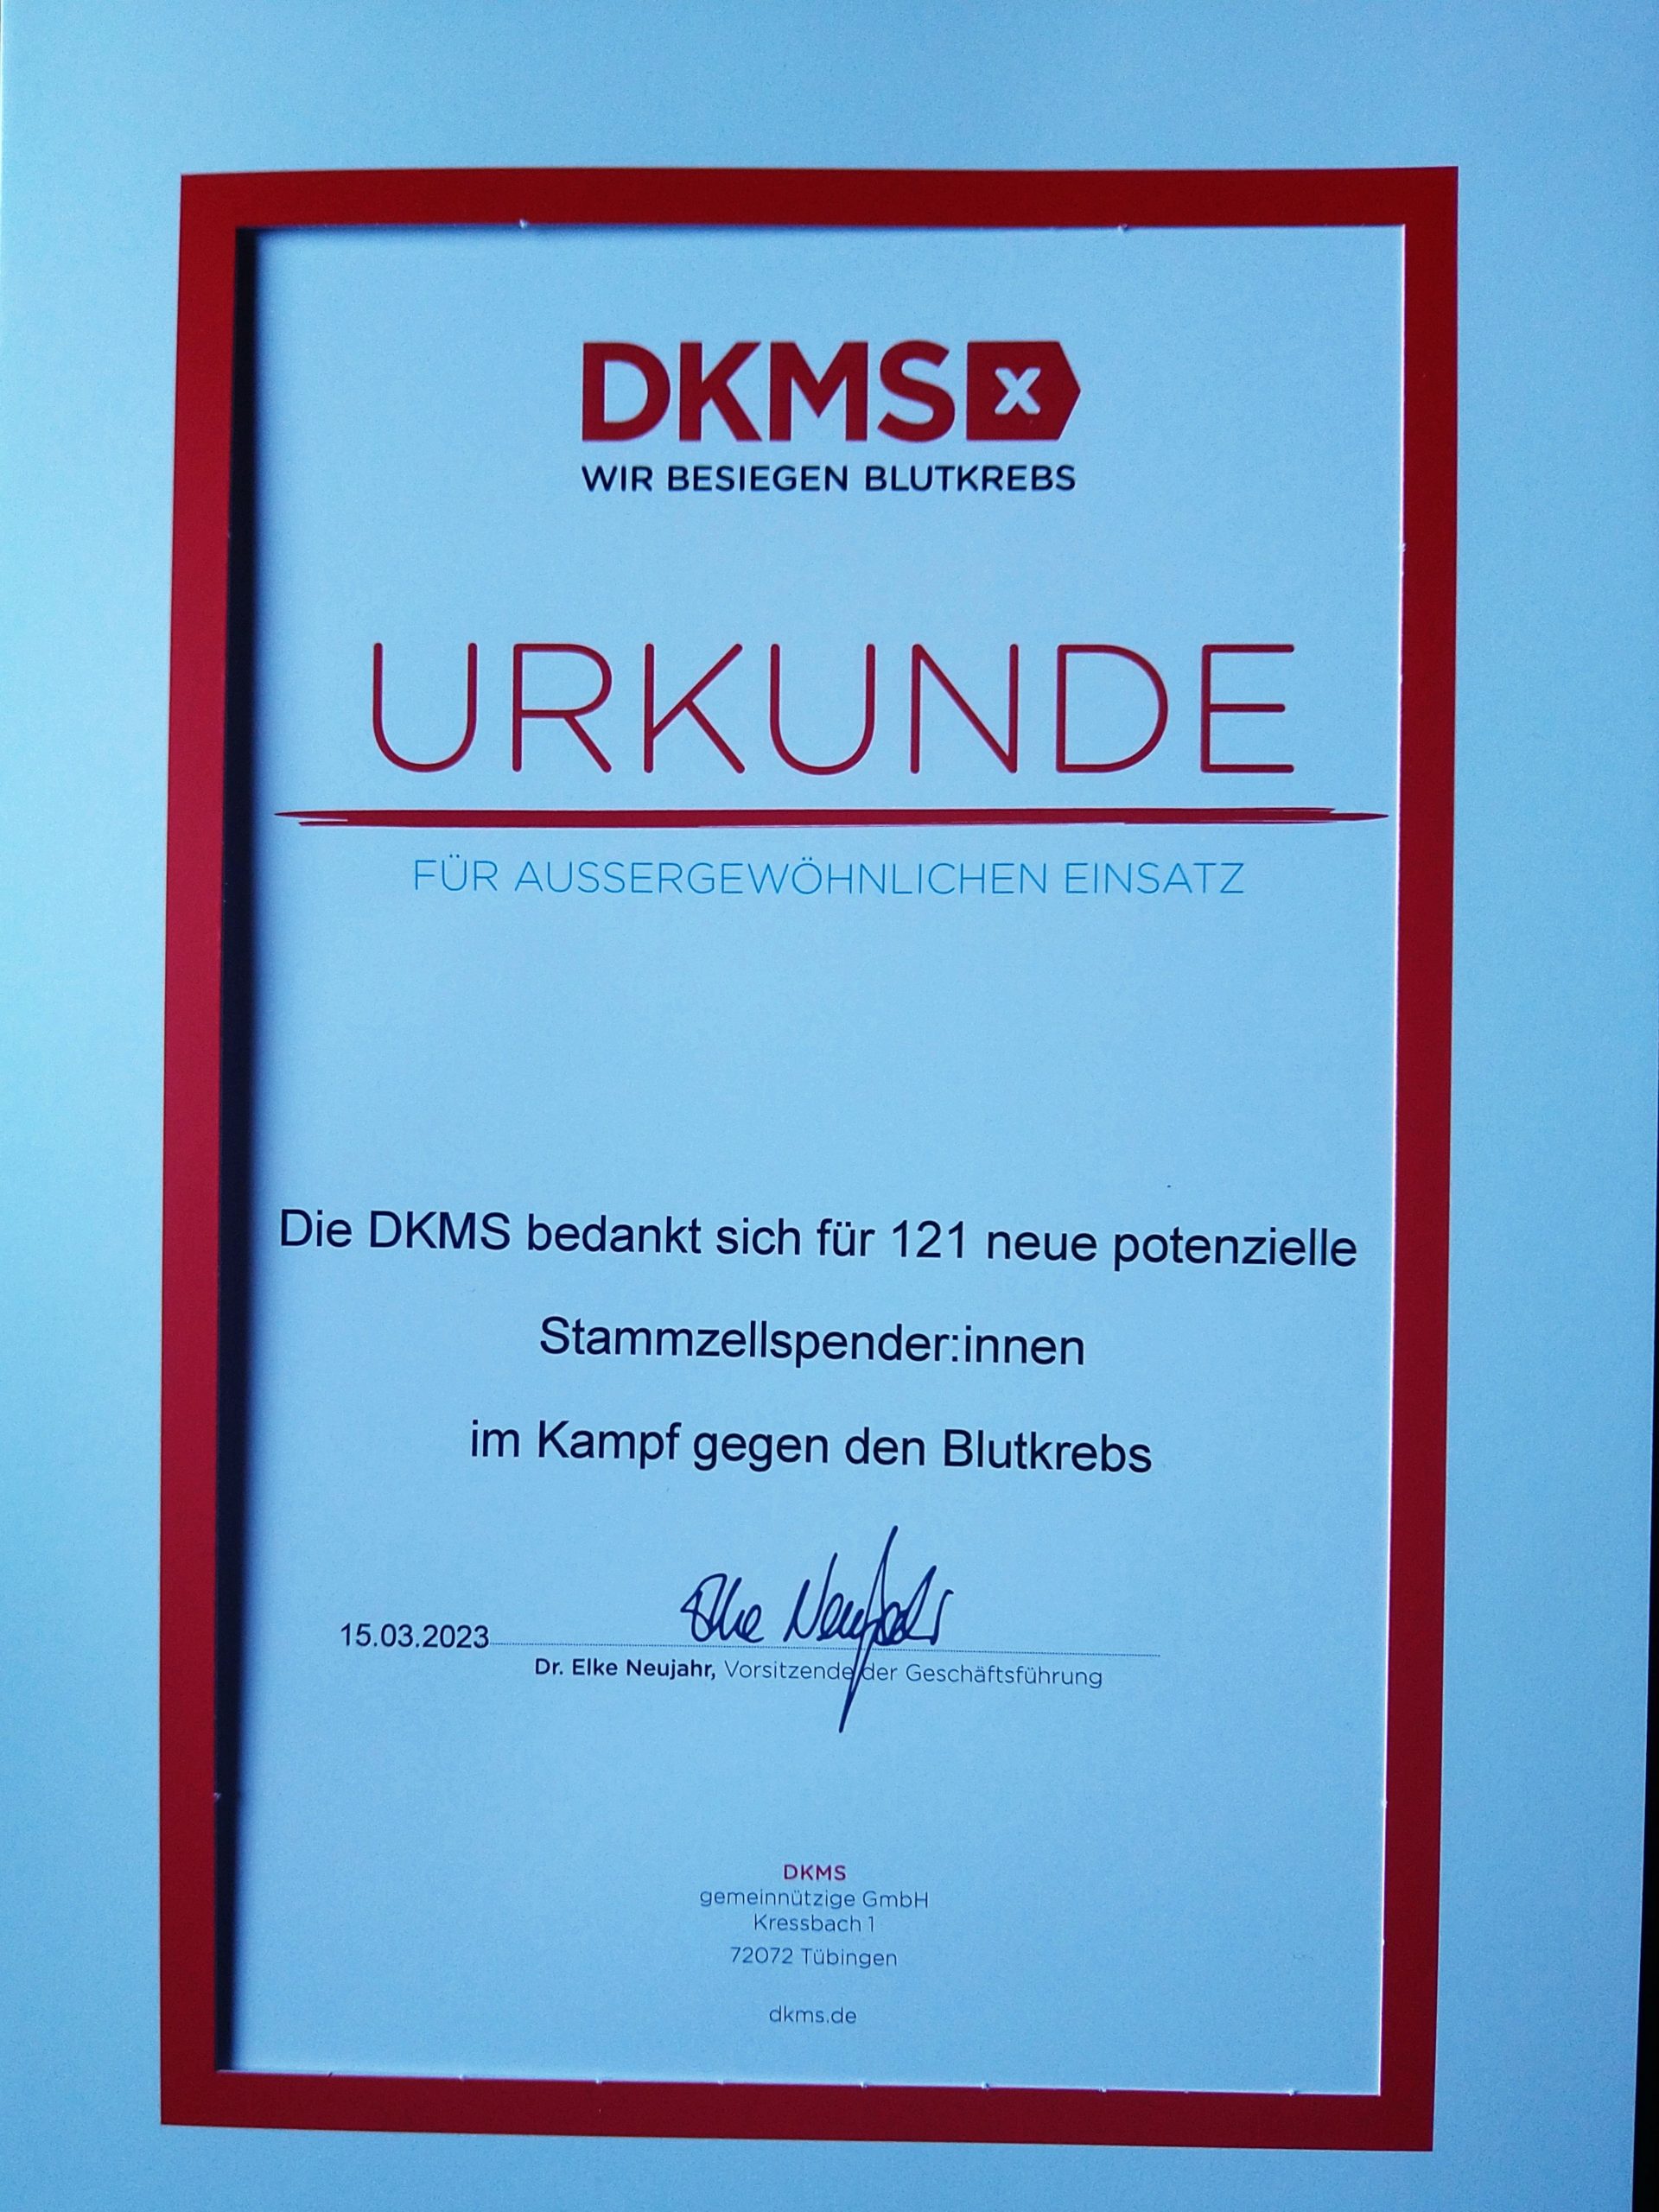 DKMS x
WIR BESIEGEN BLUTKREBS
URKUNDE
FÜR AUSSERGEWÖHNLICHEN EINSATZ
Die DKMS bedankt sich für 121 neue potenzielle
Stammzellspender:innen
im Kampf gegen den Blutkrebs
Elke Neujahr
15.03.2023
Dr. Elke Neujahr, Vorsitzende der Geschäftsführung
DKMS
gemeinnützige GmbH
Kressbach 1
72072 Tübingen
dkms.de